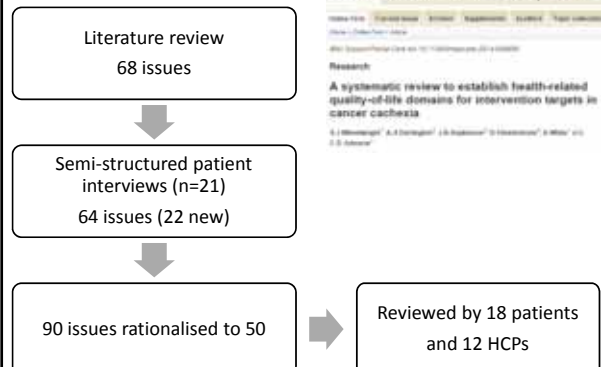 Literature review
68 issues
Research
A systematic review to establish health-related
quality-of-life domains for intervention targets in
cancer cachexia
Semi-structured patient
interviews (n=21)
64 issues (22 new)
90 issues rationalised to 50
Reviewed by 18 patients
and 12 HCPs